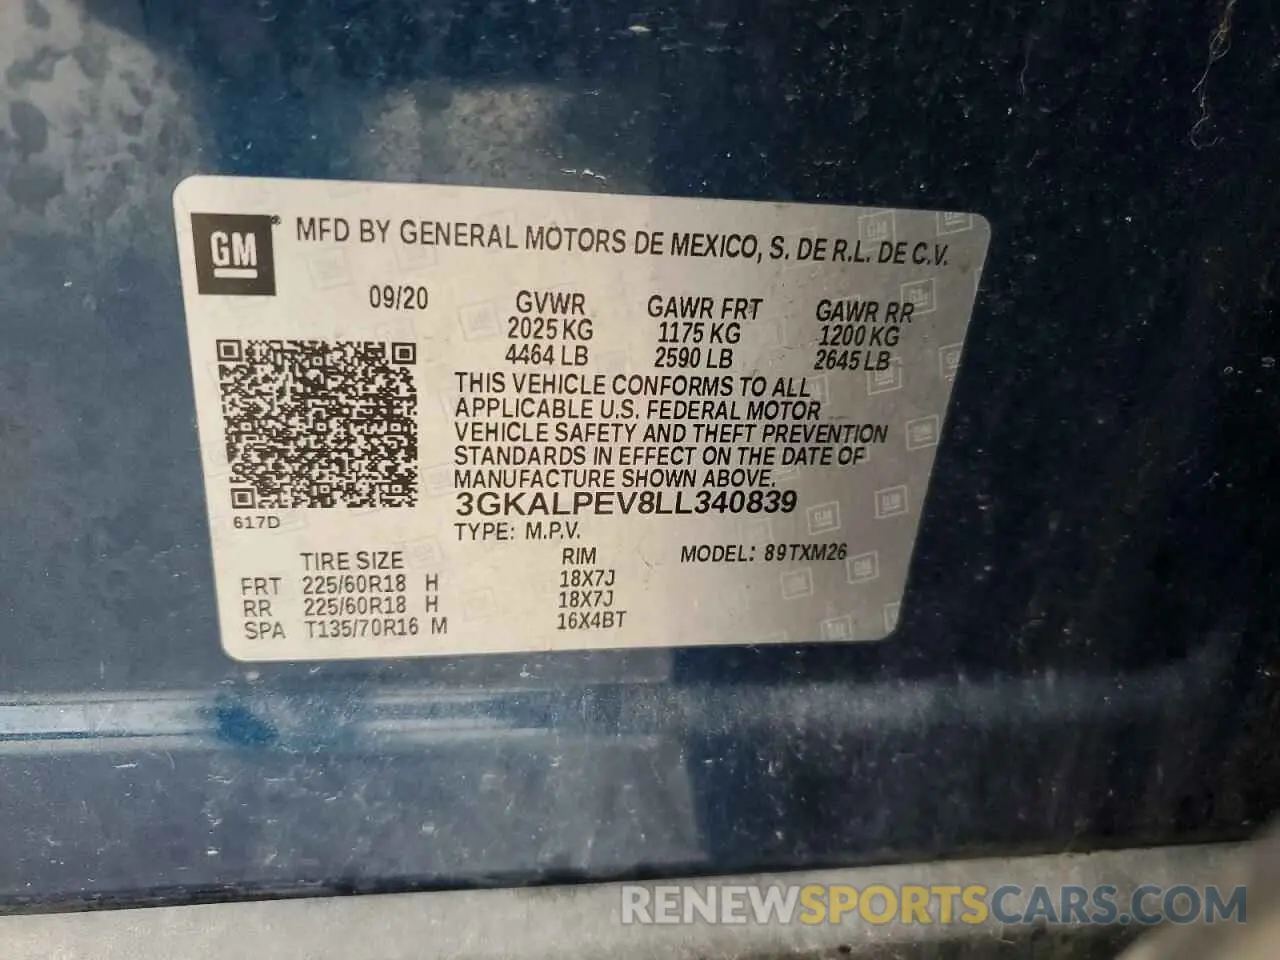 GM® MFD BY GENERAL MOTORS DE MEXICO, S. DE R.L. DE C.V.
09/20 GVWR GAWR FRT GAWR RR
2025 KG 1175 KG 1200 KG
4464 LB 2590 LB 2645 LB
THIS VEHICLE CONFORMS TO ALL
APPLICABLE U.S. FEDERAL MOTOR
VEHICLE SAFETY AND THEFT PREVENTION
STANDARDS IN EFFECT ON THE DATE OF
MANUFACTURE SHOWN ABOVE.
3GKALPEV8LL340839
617D
TYPE: M.P.V.
TIRE SIZE RIM MODEL: 89TXM26
FRT 225/60R18 H 18X7J
RR 225/60R18 H 18X7J
SPA T135/70R16 M 16X4BT
RENEWSPORTSCARS.COM